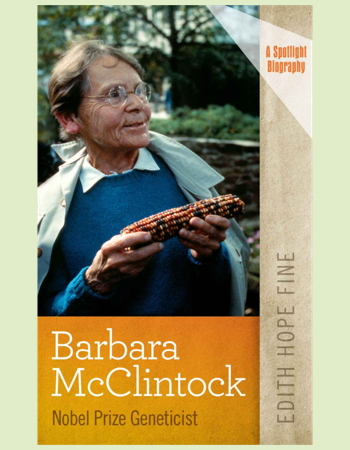 A Spotlight
Biography
EDITH HOPE FINE
Barbara
McClintock
Nobel Prize Geneticist